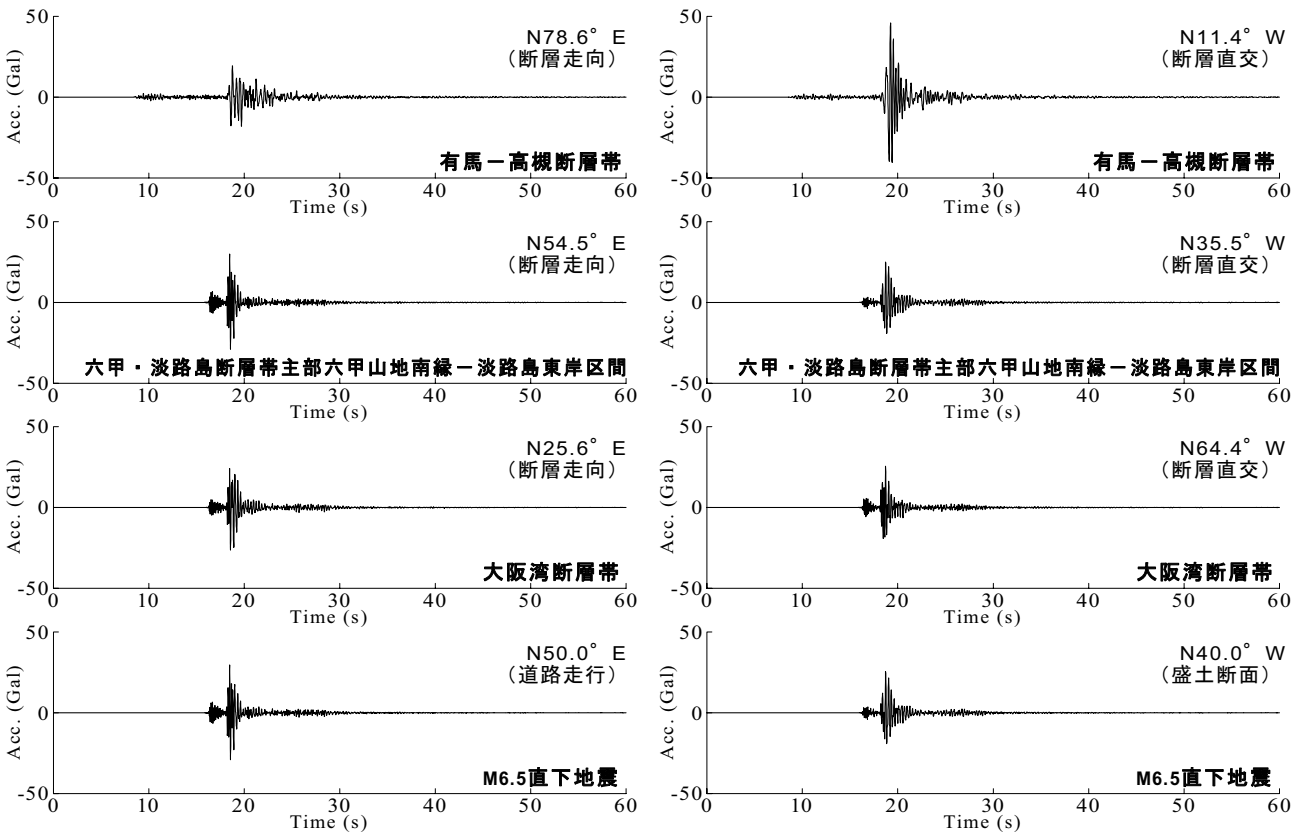 50
0
-50
Acc. (Gal)
N78.6° E
（断層走向）
有馬－高槻断層帯
0 10 20 30 40 50 60
Time (s)
50
0
-50
Acc. (Gal)
N11.4° W
（断層直交）
有馬－高槻断層帯
0 10 20 30 40 50 60
Time (s)
50
0
-50
Acc. (Gal)
N54.5° E
（断層走向）
六甲・淡路島断層帯主部六甲山地南縁－淡路島東岸区間
0 10 20 30 40 50 60
Time (s)
50
0
-50
Acc. (Gal)
N35.5° W
（断層直交）
六甲・淡路島断層帯主部六甲山地南縁－淡路島東岸区間
0 10 20 30 40 50 60
Time (s)
50
0
-50
Acc. (Gal)
N25.6° E
（断層走向）
大阪湾断層帯
0 10 20 30 40 50 60
Time (s)
50
0
-50
Acc. (Gal)
N64.4° W
（断層直交）
大阪湾断層帯
0 10 20 30 40 50 60
Time (s)
50
0
-50
Acc. (Gal)
N50.0° E
（道路走行）
M6.5直下地震
0 10 20 30 40 50 60
Time (s)
50
0
-50
Acc. (Gal)
N40.0° W
（盛土断面）
M6.5直下地震
0 10 20 30 40 50 60
Time (s)